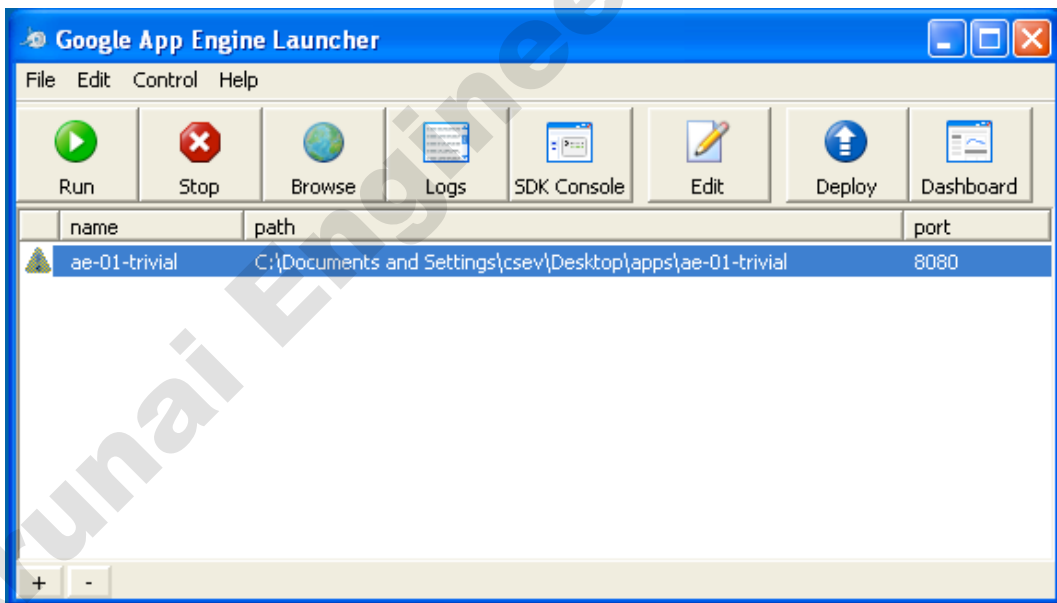 Google App Engine Launcher
File Edit Control Help
Run Stop Browse Logs SDK Console Edit Deploy Dashboard
name path port
ae-01-trivial C:\Documents and Settings\csev\Desktop\apps\ae-01-trivial 8080
+ -